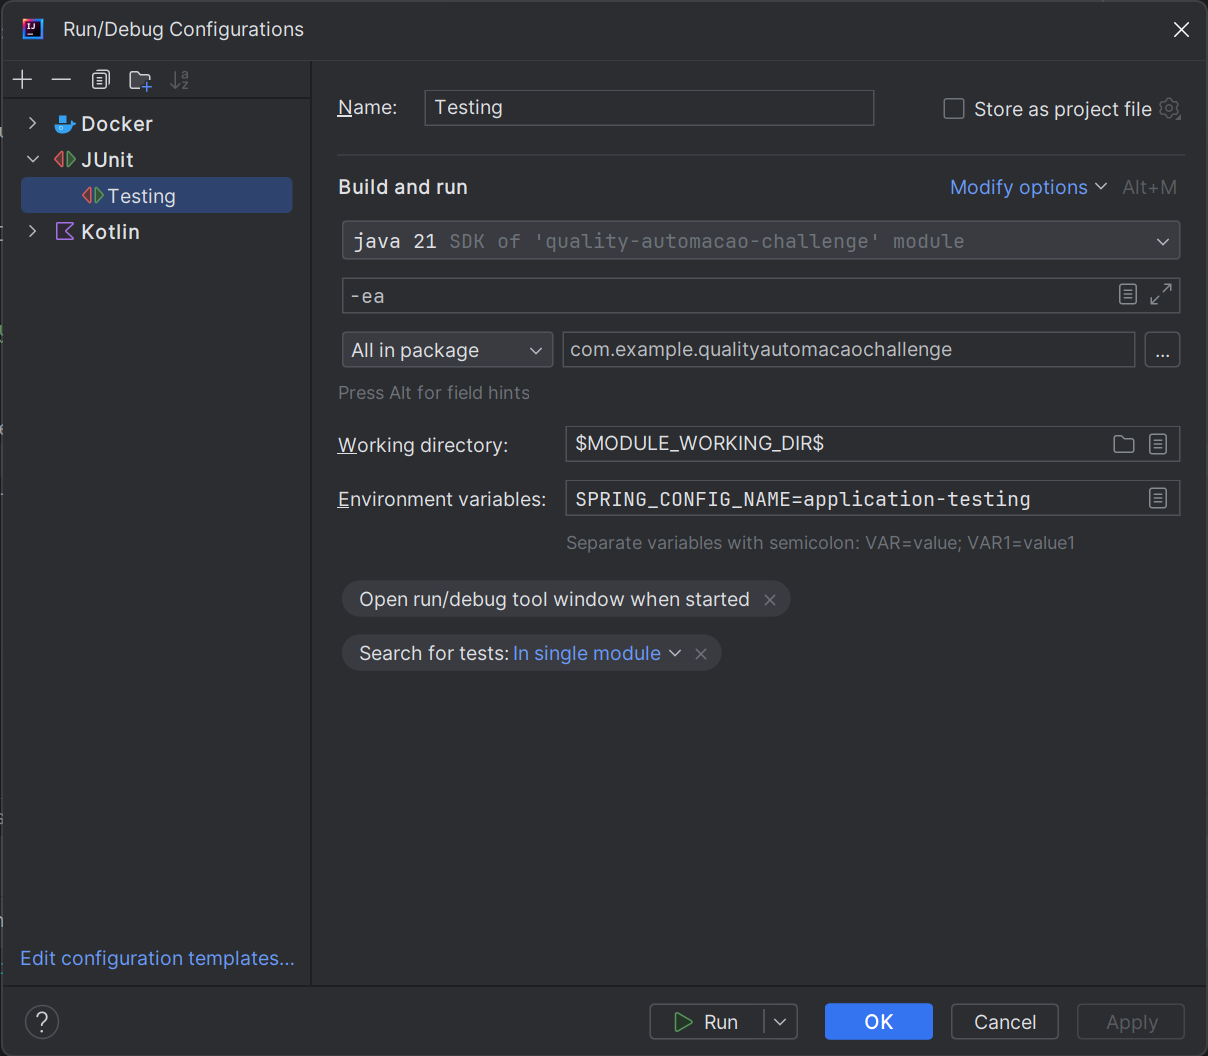 Run/Debug Configurations
Docker
JUnit
Testing
Kotlin
Edit configuration templates...
Name: Testing Store as project file
Build and run Modify options Alt+M
java 21 SDK of 'quality-automacao-challenge' module
-ea
All in package com.example.qualityautomacaochallenge ...
Press Alt for field hints
Working directory: $MODULE_WORKING_DIR$
Environment variables: SPRING_CONFIG_NAME=application-testing
Separate variables with semicolon: VAR=value; VAR1=value1
Open run/debug tool window when started
Search for tests: In single module
? Run OK Cancel Apply